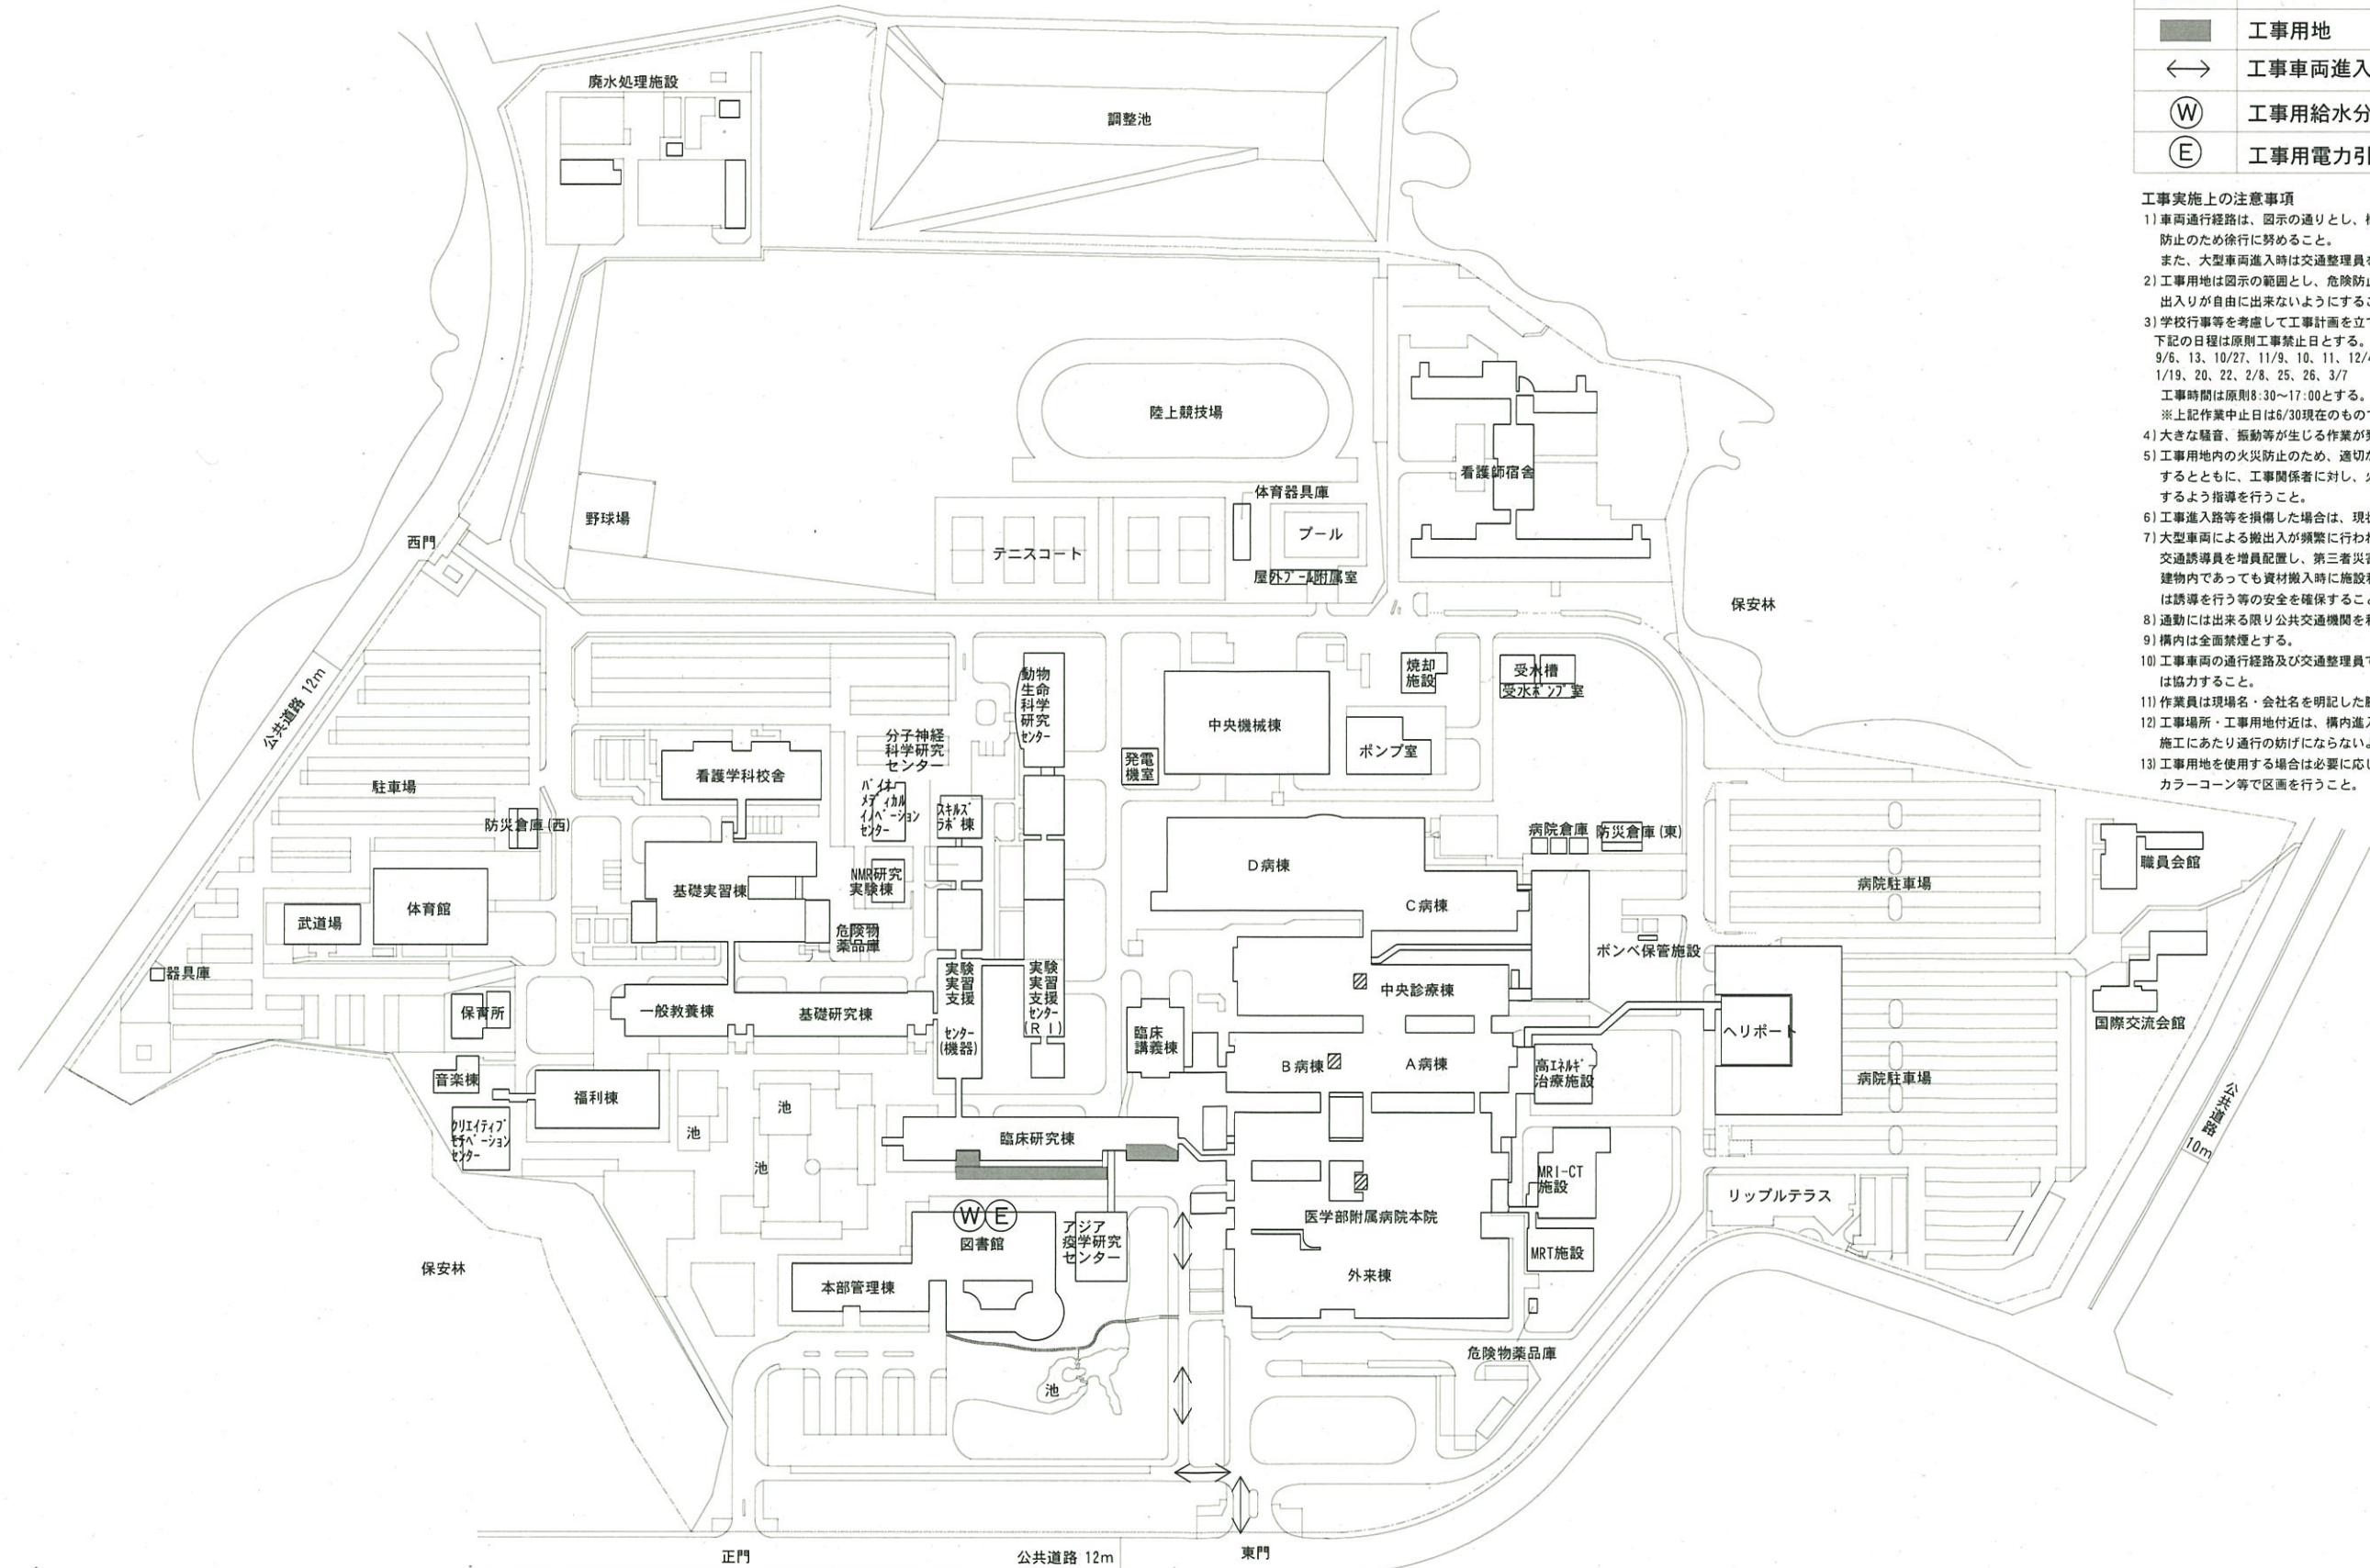 工事用地
工事車両進入
W
工事用給水分
E
工事用電力引
工事実施上の注意事項
1)車両通行経路は、図示の通りとし、
防止のため徐行に努めること。
また、大型車両進入時は交通整理員
2)工事用地は図示の範囲とし、危険防止
出入りが自由に出来ないようにするこ
3)学校行事等を考慮して工事計画を立て
下記の日程は原則工事禁止日とする。
9/6、13、10/27、11/9、10、11、12/4
1/19、20、22、2/8、25、26、3/7
工事時間は原則8:30～17:00とする。
※上記作業中止日は6/30現在のもので
4)大きな騒音、振動等が生じる作業が
5)工事用地内の火災防止のため、適切
するとともに、工事関係者に対し、
するよう指導を行うこと。
6)工事進入路等を損傷した場合は、現
7)大型車両による搬出入が頻繁に行わ
交通誘導員を増員配置し、第三者災
建物内であっても資材搬入時に施設
は誘導を行う等の安全を確保するこ
8)通勤には出来る限り公共交通機関を
9)構内は全面禁煙とする。
10)工事車両の通行経路及び交通整理員
は協力すること。
11)作業員は現場名・会社名を明記した
12)工事場所・工事用地付近は、構内進
施工にあたり通行の妨げにならない
13)工事用地を使用する場合は必要に応
カラーコーン等で区画を行うこと。
廃水処理施設
調整池
陸上競技場
看護師宿舎
野球場
体育器具庫
プール
テニスコート
屋外プール附属室
西門
保安林
公共道路 12m
駐車場
動物
生命
科学
研究
センター
焼却
施設
受水槽
受水ポンプ室
中央機械棟
ポンプ室
発電
機室
分子神経
科学研究
センター
看護学科校舎
バイオ
メディカル
イノベーション
センター
スキルズ
ラボ棟
防災倉庫(西)
病院倉庫
防災倉庫(東)
職員会館
D病棟
病院駐車場
基礎実習棟
NMR研究
実験棟
C病棟
体育館
武道場
危険物
薬品庫
ボンベ保管施設
器具庫
実験
実習
支援
センター
(機器)
実験
実習
支援
センター
(RI)
中央診療棟
保育所
一般教養棟
基礎研究棟
臨床
講義棟
ヘリポート
国際交流会館
B病棟
A病棟
高エネルギー
治療施設
病院駐車場
音楽棟
福利棟
池
池
クリエイティブ
モチベーション
センター
臨床研究棟
公共道路
10m
池
MRI-CT
施設
リップルテラス
W
E
図書館
アジア
疫学研究
センター
医学部附属病院本院
MRT施設
保安林
本部管理棟
外来棟
危険物薬品庫
池
正門
公共道路 12m
東門